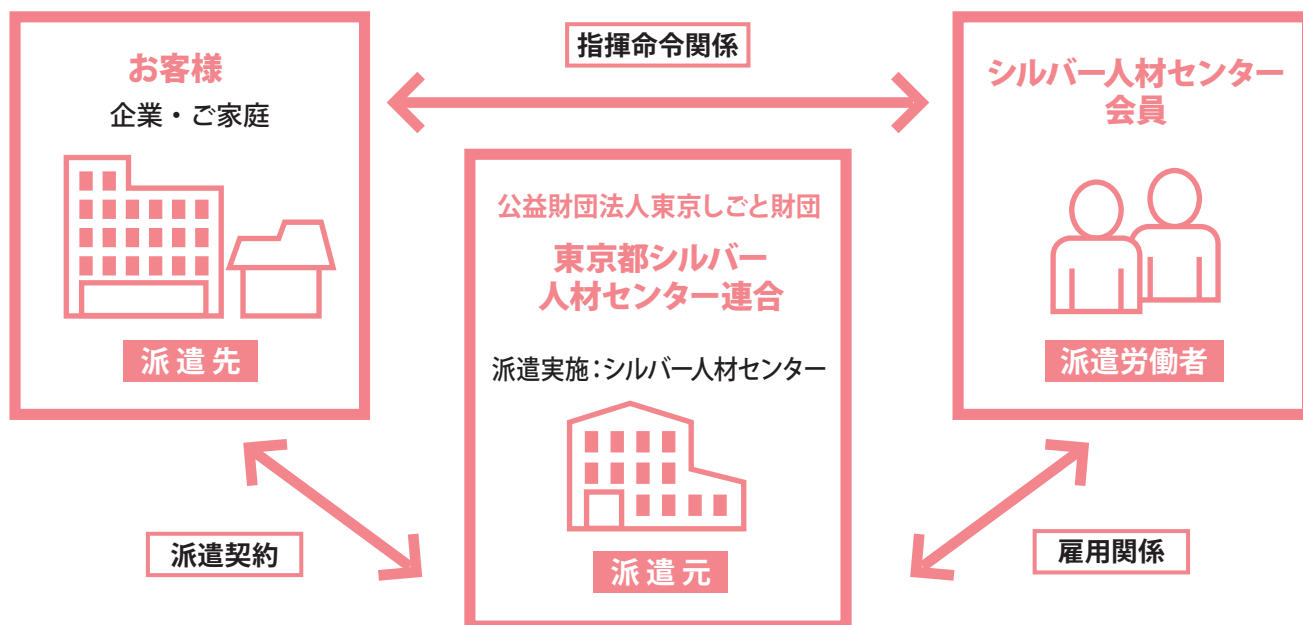 指揮命令関係
お客様
企業・ご家庭
派遣先
シルバー人材センター
会員
派遣労働者
公益財団法人東京しごと財団
東京都シルバー
人材センター連合
派遣実施：シルバー人材センター
派遣元
派遣契約
雇用関係